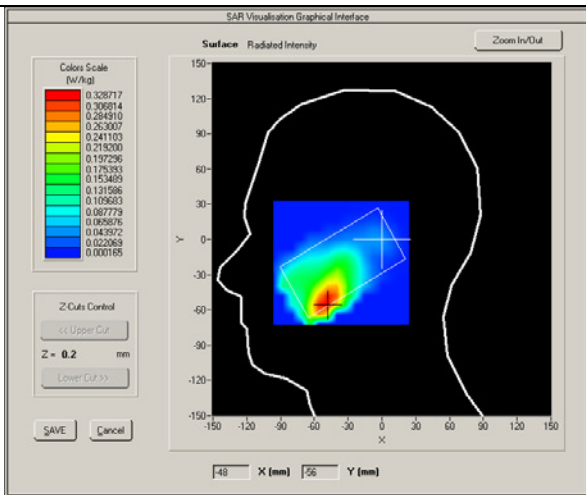 SAR Visualisation Graphical Interface
Surface Radiated Intensity
Zoom In/Out
Colors Scale
(W/kg)
0.328717
0.306814
0.284910
0.263007
0.241103
0.219200
0.197296
0.175393
0.153489
0.131586
0.109683
0.087779
0.065876
0.043972
0.022069
0.000165
Z-Cuts Control
<< Upper Cut
Z = 0.2 mm
Lower Cut >>
SAVE Cancel
150
120
90
60
30
0
-30
-60
-90
-120
-150
Y
-150 -120 -90 -60 -30 0 30 60 90 120 150
X
-48 X (mm) -56 Y (mm)